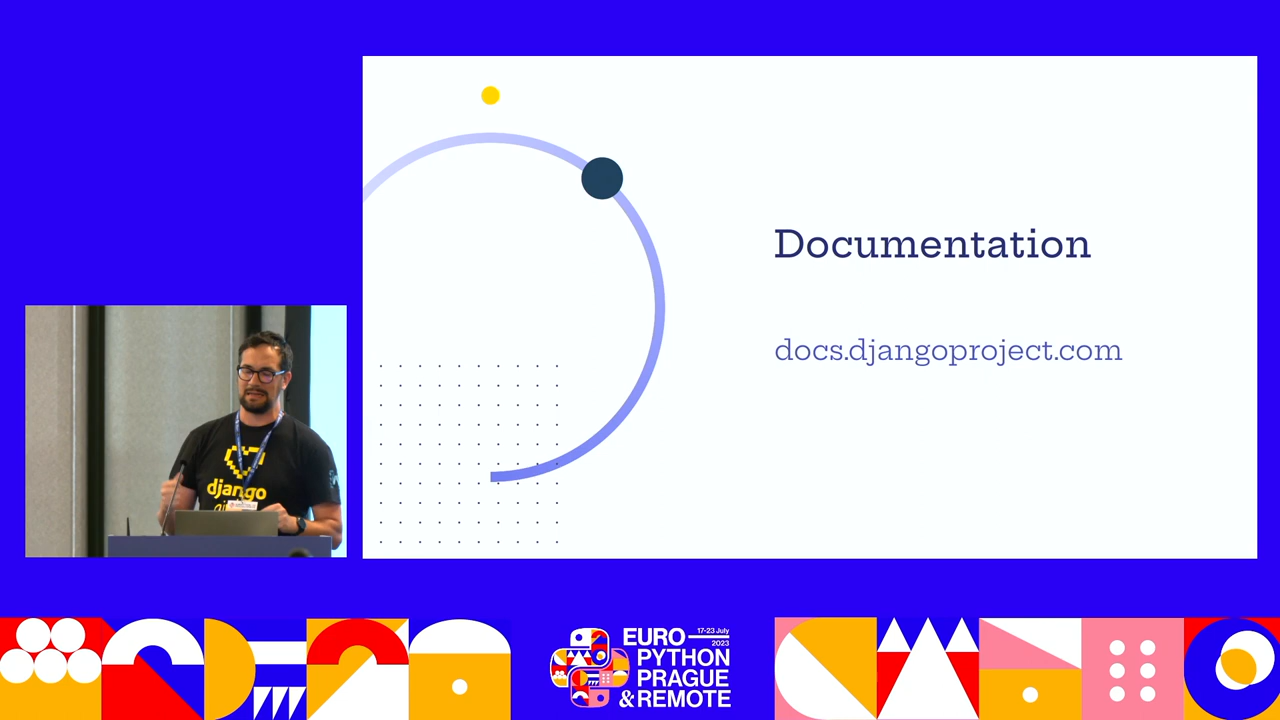 Documentation
docs.djangoproject.com
django
EURO
17-23 July
2023
PYTHON
PRAGUE
& REMOTE